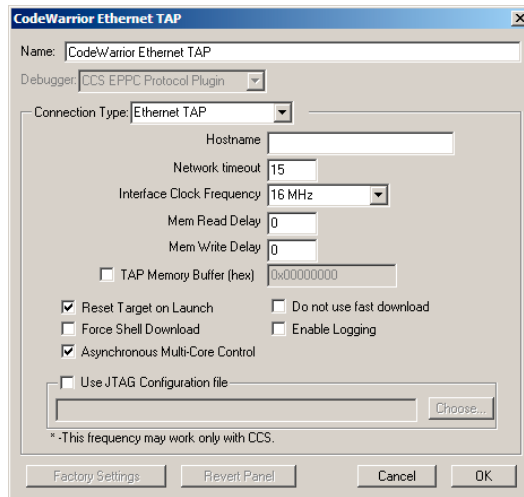 CodeWarrior Ethernet TAP
Name: CodeWarrior Ethernet TAP
Debugger: CCS EPPC Protocol Plugin
Connection Type: Ethernet TAP
Hostname
Network timeout 15
Interface Clock Frequency 16 MHz
Mem Read Delay 0
Mem Write Delay 0
TAP Memory Buffer (hex) 0x00000000
Reset Target on Launch Do not use fast download
Force Shell Download Enable Logging
Asynchronous Multi-Core Control
Use JTAG Configuration file
Choose...
* -This frequency may work only with CCS.
Factory Settings Revert Panel Cancel OK